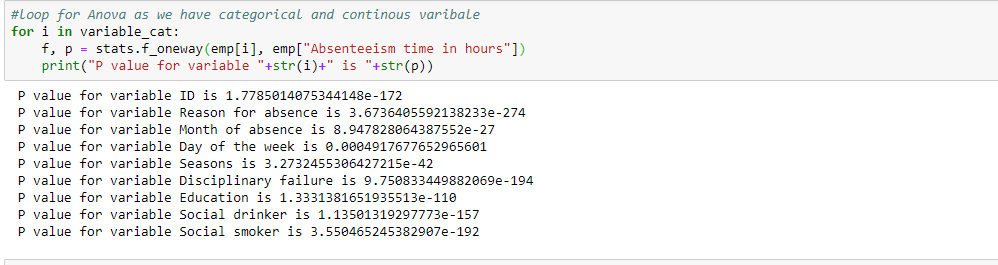 #loop for Anova as we have categorical and continous varibale
for i in variable_cat:
    f, p = stats.f_oneway(emp[i], emp["Absenteeism time in hours"])
    print("P value for variable "+str(i)+" is "+str(p))
P value for variable ID is 1.7785014075344148e-172
P value for variable Reason for absence is 3.6736405592138233e-274
P value for variable Month of absence is 8.947828064387552e-27
P value for variable Day of the week is 0.0004917677652965601
P value for variable Seasons is 3.2732455306427215e-42
P value for variable Disciplinary failure is 9.750833449882069e-194
P value for variable Education is 1.3331381651935513e-110
P value for variable Social drinker is 1.13501319297773e-157
P value for variable Social smoker is 3.550465245382907e-192